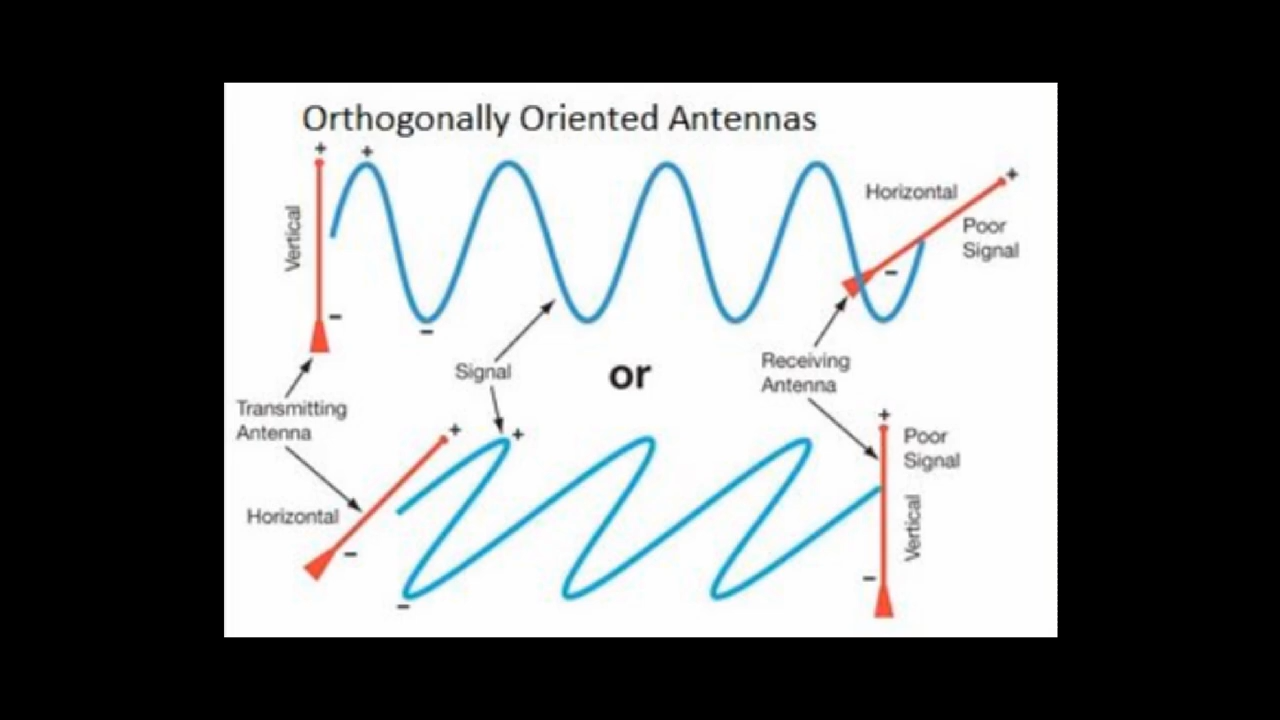 Orthogonally Oriented Antennas
+
+
Vertical
-
-
Horizontal
+
Poor
Signal
-
Signal
or
Receiving
Antenna
Transmitting
Antenna
+
+
Horizontal
-
-
+
Poor
Signal
Vertical
-